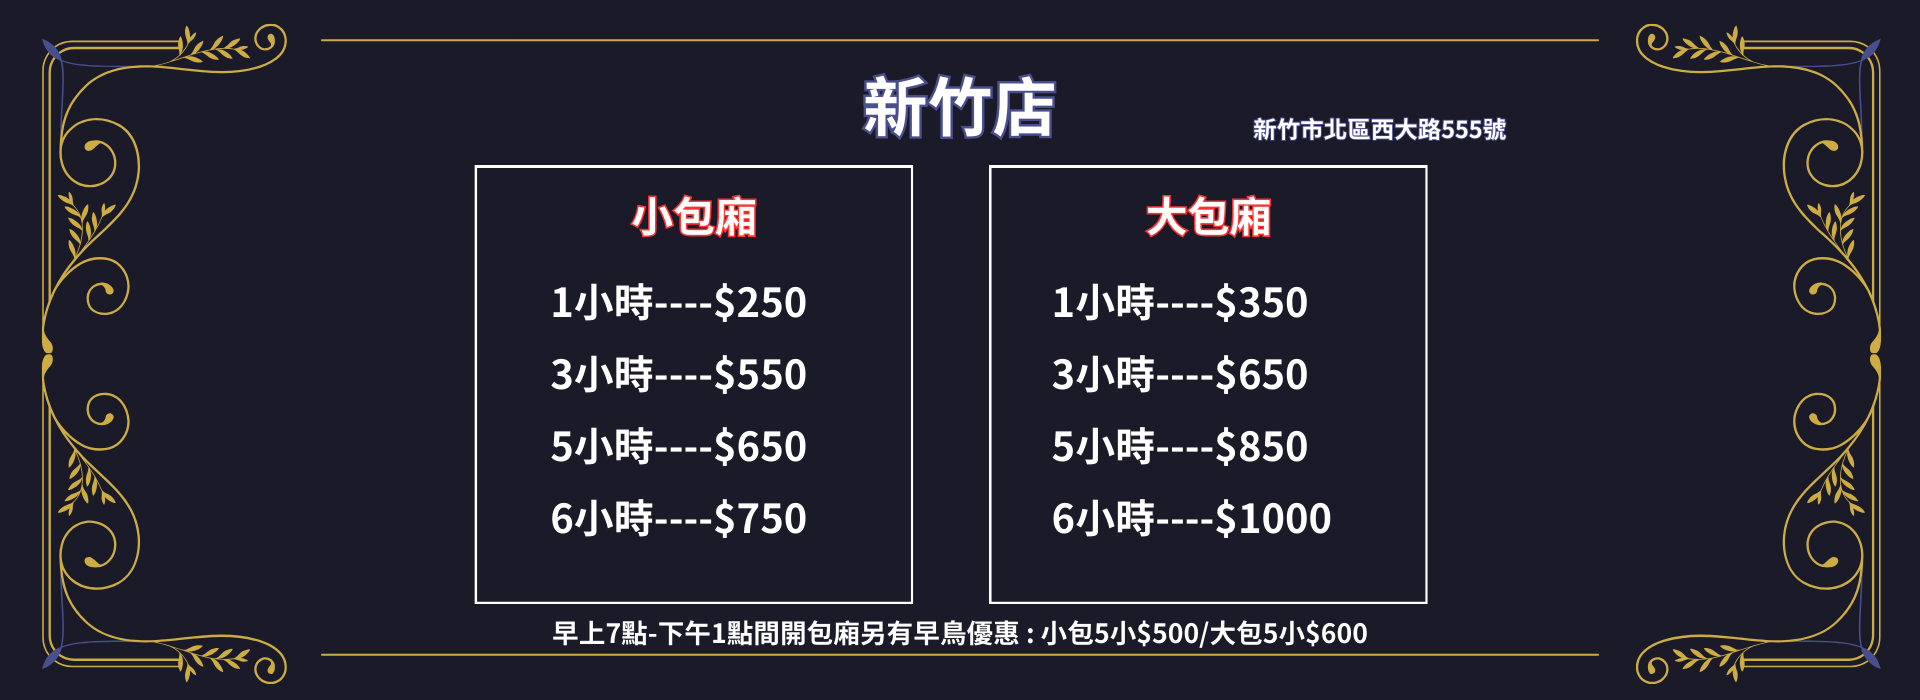 新竹店
新竹市北區西大路555號
小包廂
1小時----$250
3小時----$550
5小時----$650
6小時----$750
大包廂
1小時----$350
3小時----$650
5小時----$850
6小時----$1000
早上7點-下午1點間開包廂另有早鳥優惠 : 小包5小$500/大包5小$600